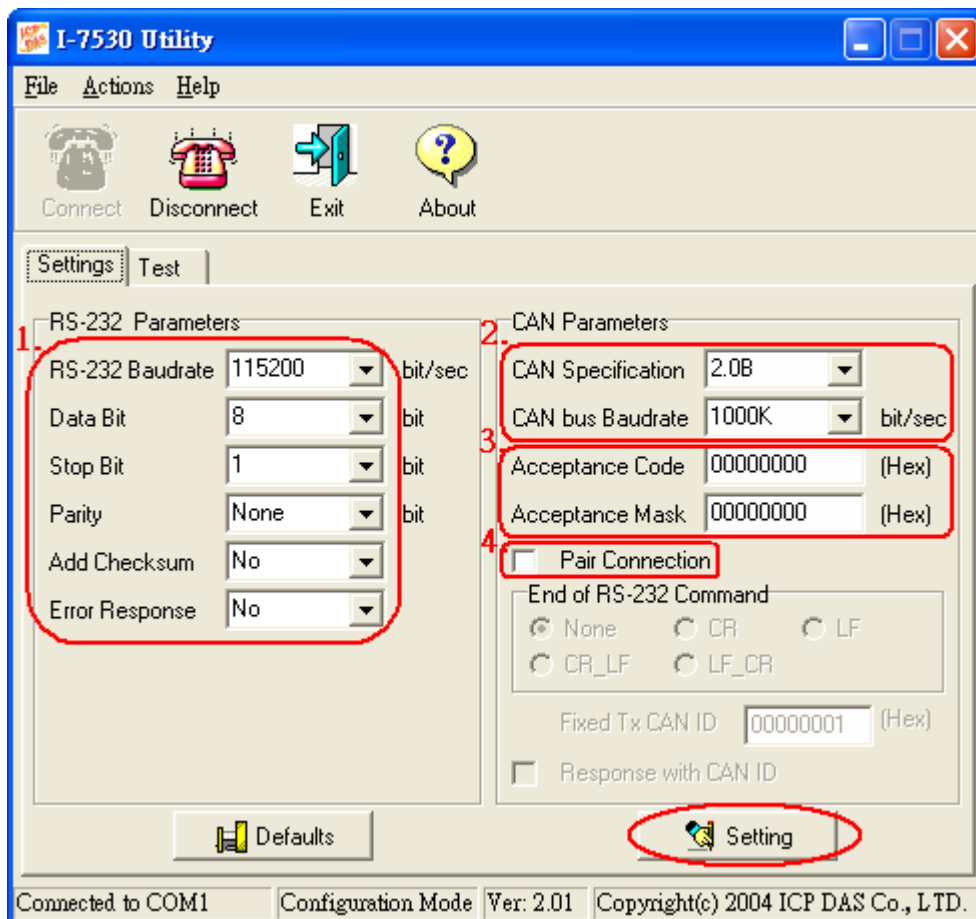 ICP DAS
I-7530 Utility
File Actions Help
Connect Disconnect Exit About
Settings Test
RS-232 Parameters
1.
RS-232 Baudrate 115200 bit/sec
Data Bit 8 bit
Stop Bit 1 bit
Parity None bit
Add Checksum No
Error Response No
CAN Parameters
2.
CAN Specification 2.0B
CAN bus Baudrate 1000K bit/sec
3
Acceptance Code 00000000 (Hex)
Acceptance Mask 00000000 (Hex)
4
Pair Connection
End of RS-232 Command
None CR LF
CR_LF LF_CR
Fixed Tx CAN ID 00000001 (Hex)
Response with CAN ID
Defaults
Setting
Connected to COM1 Configuration Mode Ver: 2.01 Copyright(c) 2004 ICP DAS Co., LTD.